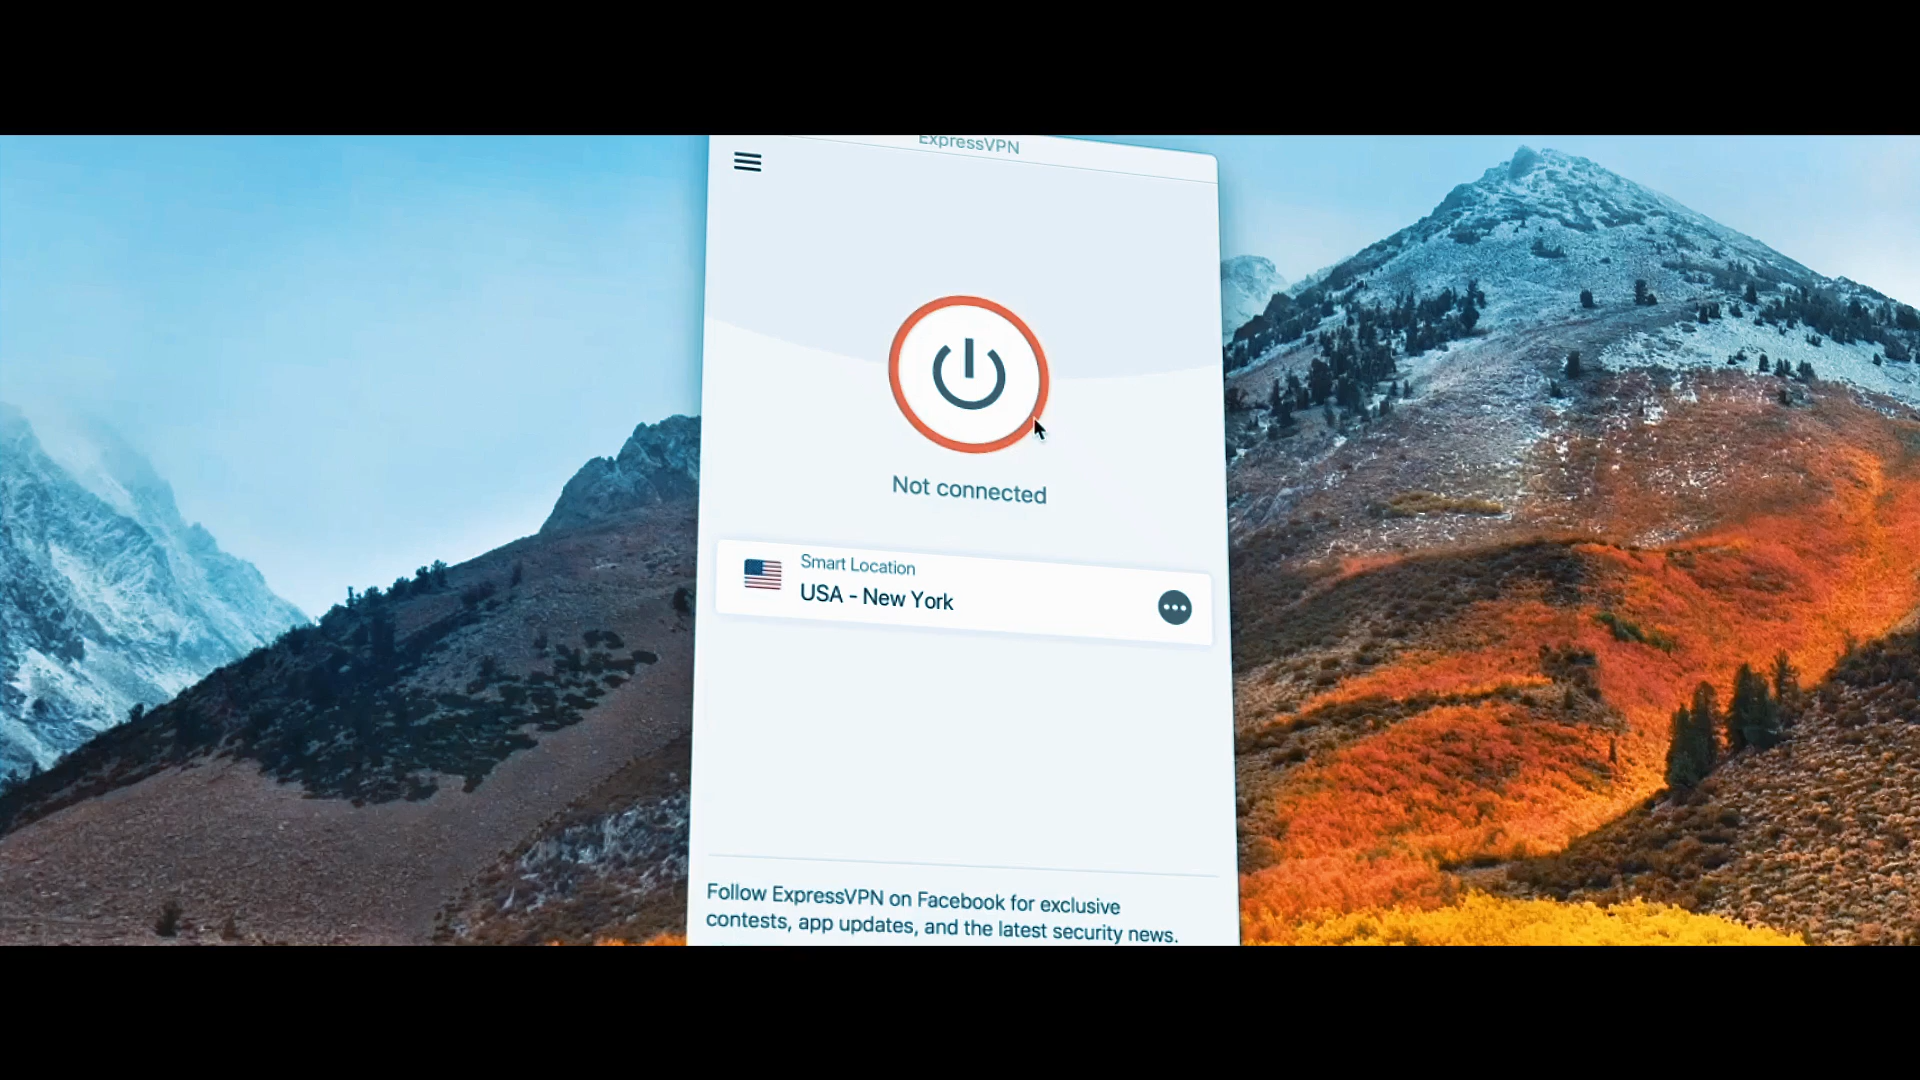 ExpressVPN
Not connected
Smart Location
USA - New York
Follow ExpressVPN on Facebook for exclusive
contests, app updates, and the latest security news.